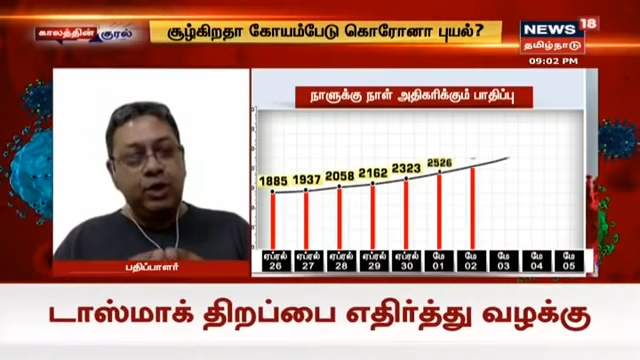 காலத்தின் குரல்
சூழ்கிறதா கோயம்பேடு கொரோனா புயல்?
NEWS 18
தமிழ்நாடு
09:02 PM
நாளுக்கு நாள் அதிகரிக்கும் பாதிப்பு
1885 1937 2058 2162 2323 2526
ஏப்ரல் 26 ஏப்ரல் 27 ஏப்ரல் 28 ஏப்ரல் 29 ஏப்ரல் 30 மே 01 மே 02 மே 03 மே 04 மே 05
பதிப்பாளர்
டாஸ்மாக் திறப்பை எதிர்த்து வழக்கு